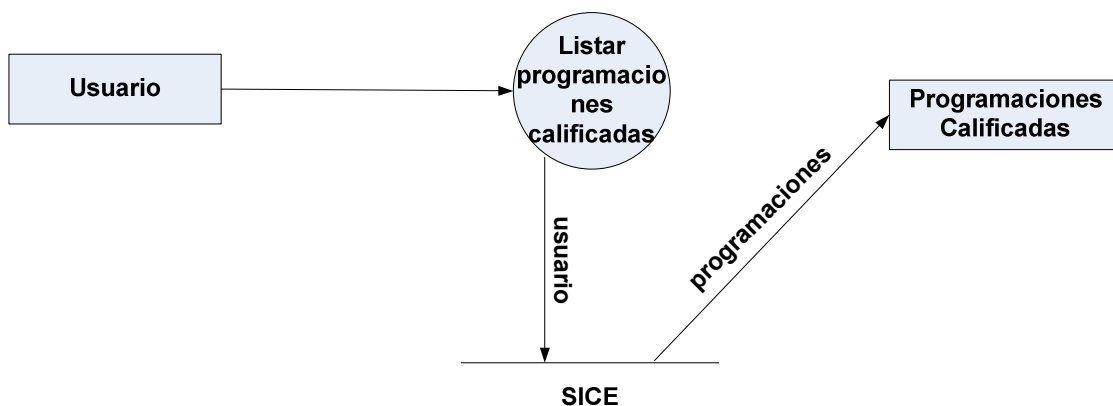 Usuario
Listar
programacio
nes
calificadas
Programaciones
Calificadas
usuario
programaciones
SICE